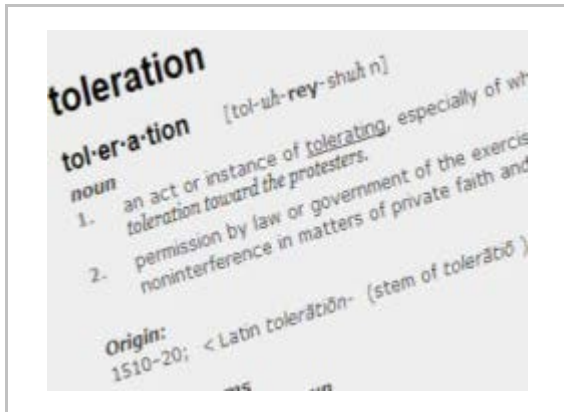 toleration
tol·er·a·tion [tol-uh-rey-shuh n]
noun
1. an act or instance of tolerating, especially of
toleration toward the protesters.
2. permission by law or government of the
noninterference in matters of private faith and
Origin:
1510–20; < Latin tolerātiōn- (stem of tolerātiō )